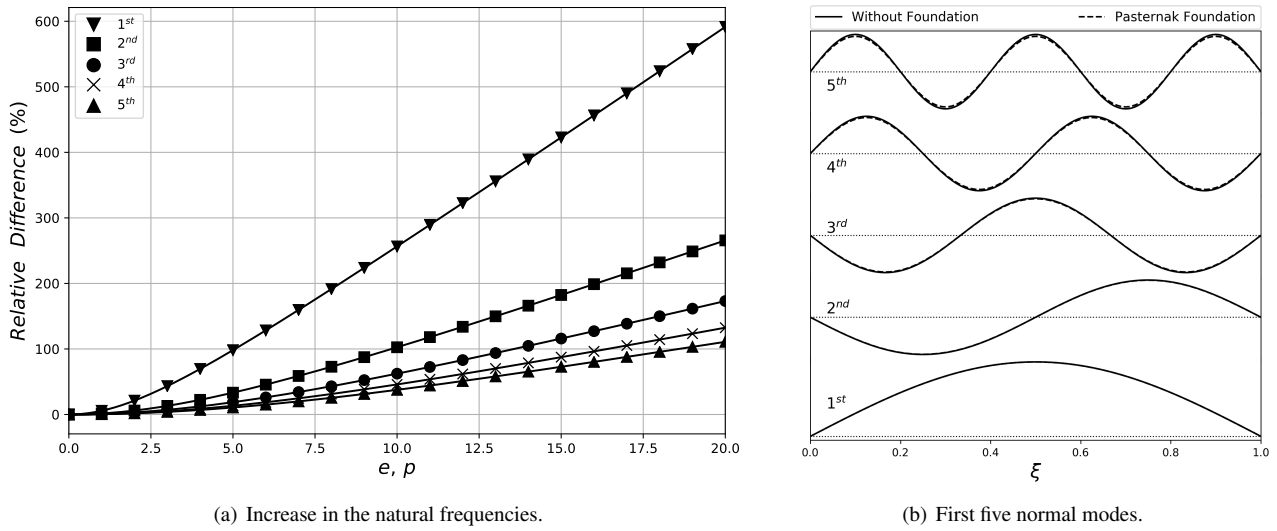 Relative Difference (%)
600
500
400
300
200
100
0
1st
2nd
3rd
4th
5th
0.0 2.5 5.0 7.5 10.0 12.5 15.0 17.5 20.0
e, p
(a) Increase in the natural frequencies.
Without Foundation Pasternak Foundation
5th
4th
3rd
2nd
1st
0.0 0.2 0.4 0.6 0.8 1.0
ξ
(b) First five normal modes.